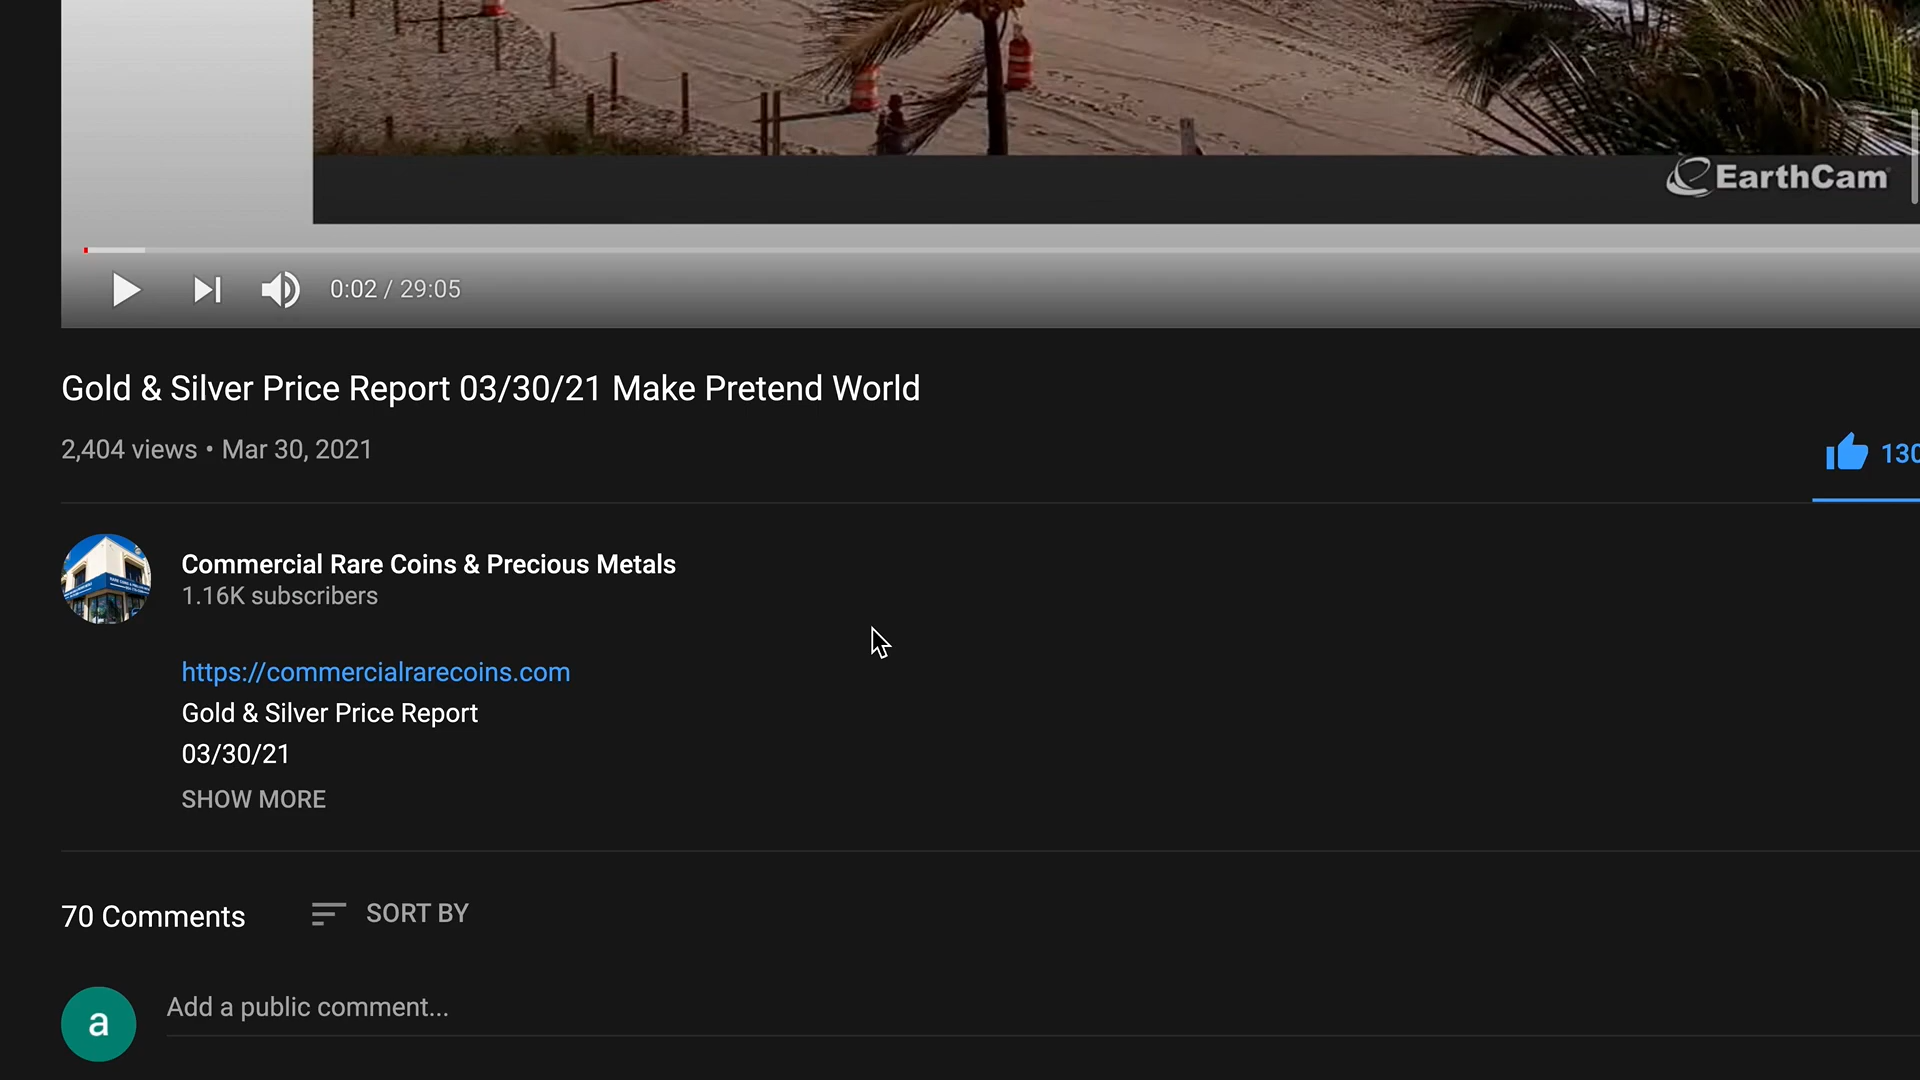 EarthCam
0:02 / 29:05
Gold & Silver Price Report 03/30/21 Make Pretend World
2,404 views • Mar 30, 2021
130
Commercial Rare Coins & Precious Metals
1.16K subscribers
https://commercialrarecoins.com
Gold & Silver Price Report
03/30/21
SHOW MORE
70 Comments
SORT BY
a
Add a public comment...